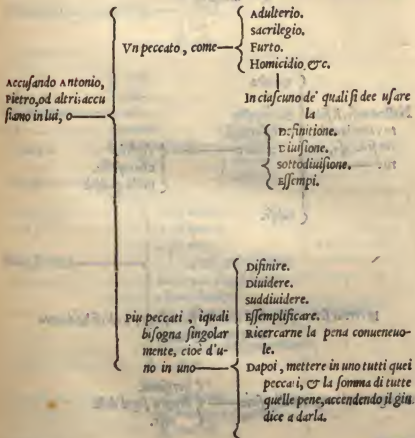 Accuſando Antonio,
Pietro, od altri: accu
ſiamo in lui, o
Vn peccato, come
Adulterio.
sacrilegio.
Furto.
Homicidio, &c.
In ciaſcuno de' quali ſi dee uſare
la
Definitione.
Diuiſione.
sottodiuiſione.
Eſſempi.
Piu peccati, iquali
biſogna ſingolar
mente, cioè d'u-
no in uno
Difinire.
Diuidere.
suddiuidere.
Eſſemplificare.
Ricercarne la pena conueneuo-
le.
Dapoi, mettere in uno tutti quei
peccati, & la ſomma di tutte
quelle pene, accendendo jl giu
dice a darla.